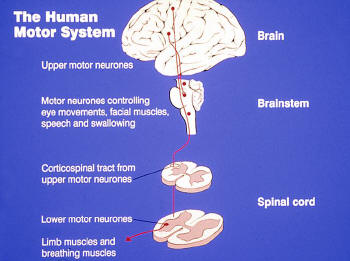 The Human
Motor System
Brain
Upper motor neurones
Brainstem
Motor neurones controlling
eye movements, facial muscles,
speech and swallowing
Corticospinal tract from
upper motor neurones
Spinal cord
Lower motor neurones
Limb muscles and
breathing muscles